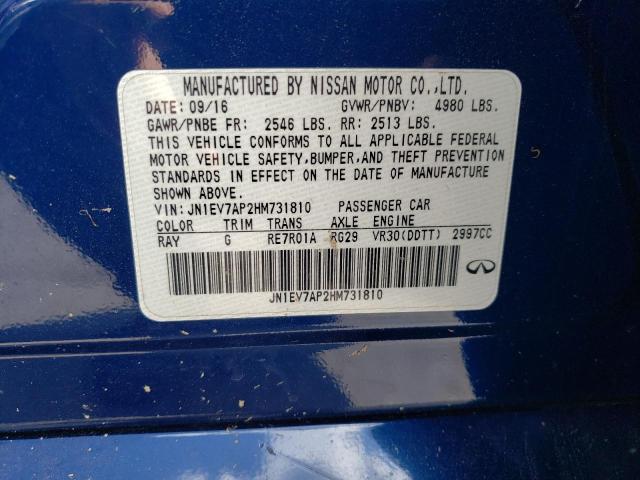 MANUFACTURED BY NISSAN MOTOR CO.,LTD.
DATE: 09/16 GVWR/PNBV: 4980 LBS.
GAWR/PNBE FR: 2546 LBS. RR: 2513 LBS.
THIS VEHICLE CONFORMS TO ALL APPLICABLE FEDERAL
MOTOR VEHICLE SAFETY,BUMPER,AND THEFT PREVENTION
STANDARDS IN EFFECT ON THE DATE OF MANUFACTURE
SHOWN ABOVE.
VIN: JN1EV7AP2HM731810 PASSENGER CAR
COLOR TRIM TRANS AXLE ENGINE
RAY G RE7R01A RG29 VR30(DDTT) 2997CC
JN1EV7AP2HM731810